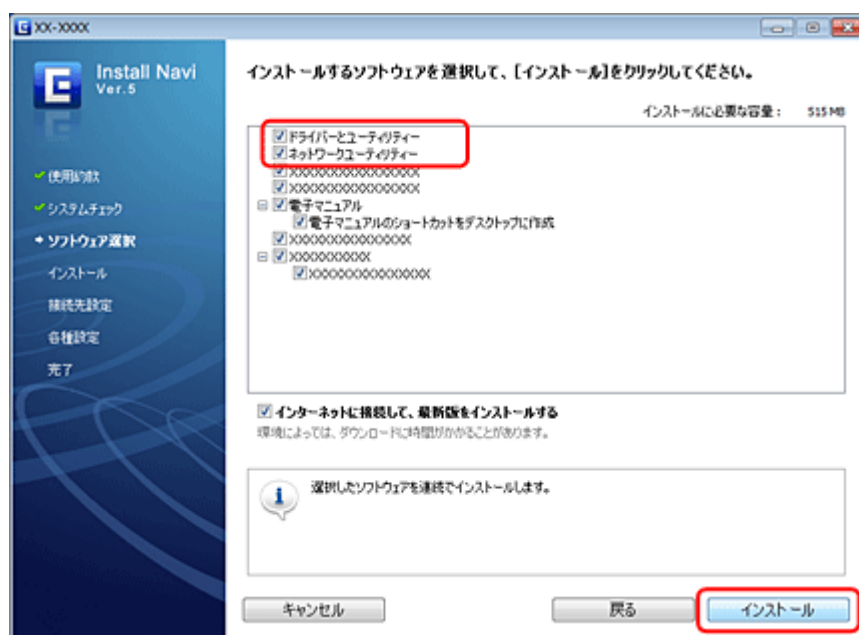 XX-XXXX
Install Navi
Ver.5
使用約款
システムチェック
ソフトウェア選択
インストール
接続先設定
各種設定
完了
インストールするソフトウェアを選択して、[インストール]をクリックしてください。
インストールに必要な容量： 515 MB
ドライバーとユーティリティー
ネットワークユーティリティー
XXXXXXXXXXXXXXXXX
XXXXXXXXXXXXXXXXX
電子マニュアル
電子マニュアルのショートカットをデスクトップに作成
XXXXXXXXXXXXXXXX
XXXXXXXXXXX
XXXXXXXXXXXXXXXX
インターネットに接続して、最新版をインストールする
環境によっては、ダウンロードに時間がかかることがあります。
選択したソフトウェアを連続でインストールします。
キャンセル
戻る
インストール